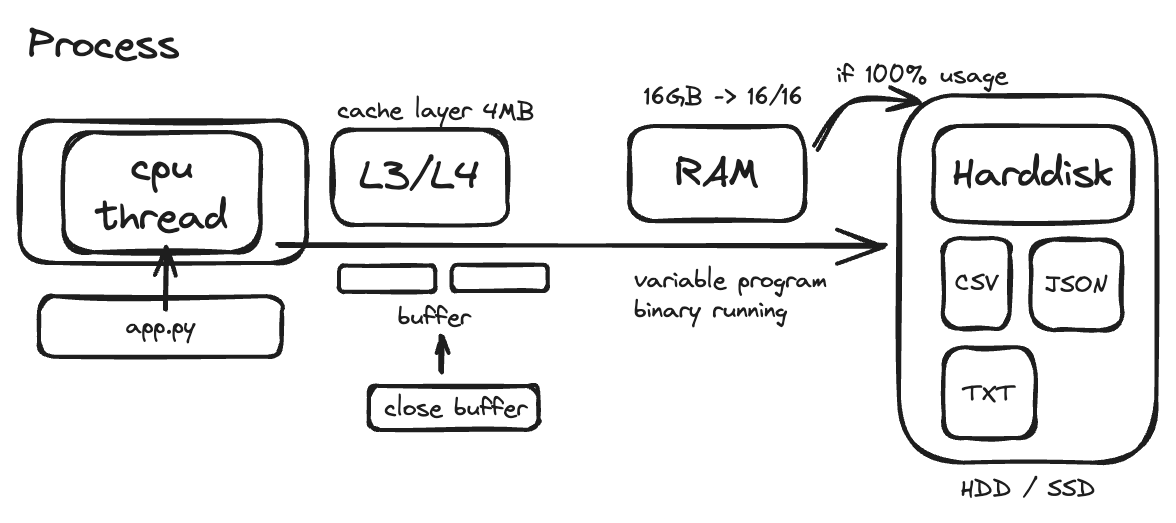 Process
cpu
thread
app.py
cache layer 4MB
L3/L4
buffer
close buffer
16GB -> 16/16
RAM
variable program
binary running
if 100% usage
Harddisk
CSV
JSON
TXT
HDD / SSD